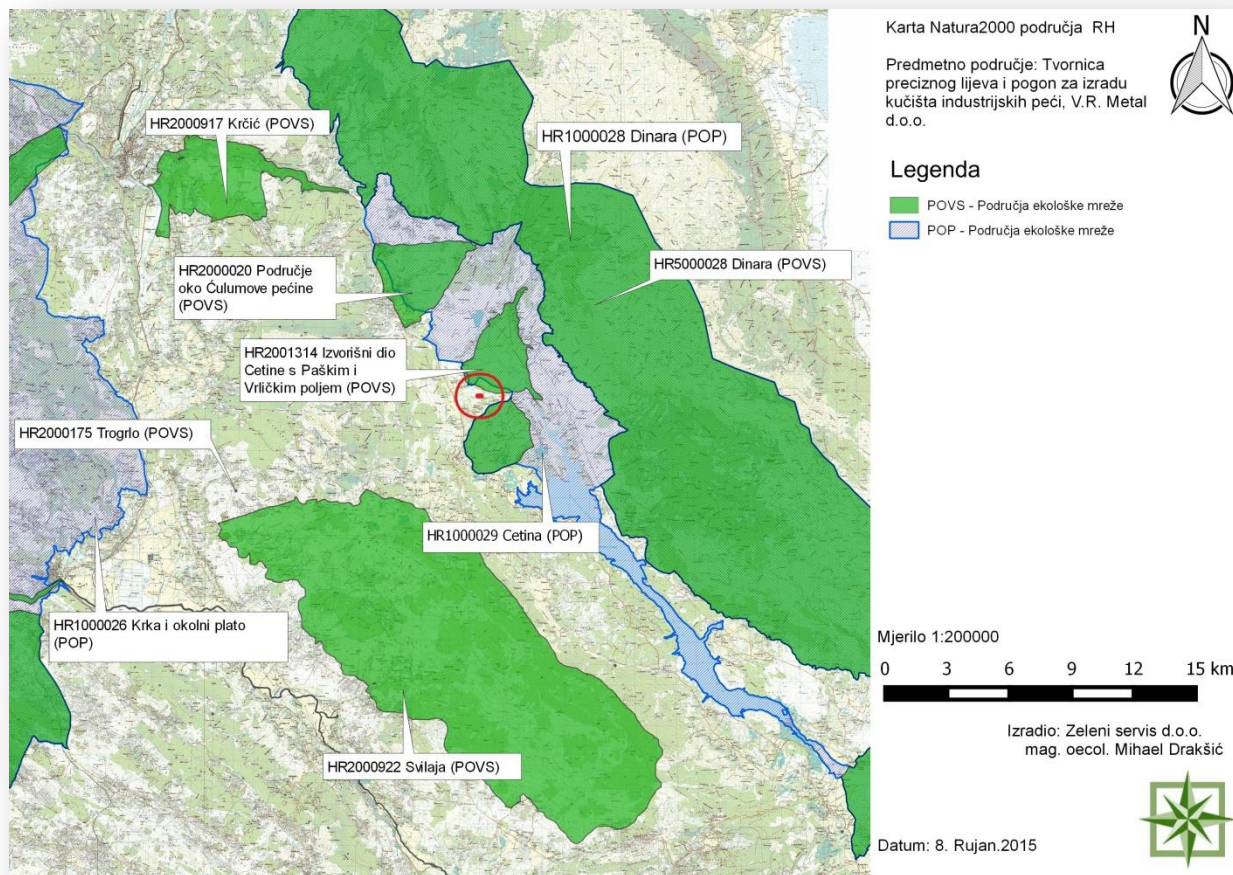 Karta Natura2000 područja RH
Predmetno područje: Tvornica
preciznog lijeva i pogon za izradu
kučišta industrijskih peći, V.R. Metal
d.o.o.
N
HR2000917 Krčić (POVS)
HR1000028 Dinara (POP)
Legenda
POVS - Područja ekološke mreže
POP - Područja ekološke mreže
HR2000020 Područje
oko Ćulumove pećine
(POVS)
HR5000028 Dinara (POVS)
HR2001314 Izvorišni dio
Cetine s Paškim i
Vrličkim poljem (POVS)
HR2000175 Trogrlo (POVS)
HR1000029 Cetina (POP)
HR1000026 Krka i okolni plato
(POP)
HR2000922 Svilaja (POVS)
Mjerilo 1:200000
0 3 6 9 12 15 km
Izradio: Zeleni servis d.o.o.
mag. oecol. Mihael Drakšić
Datum: 8. Rujan.2015